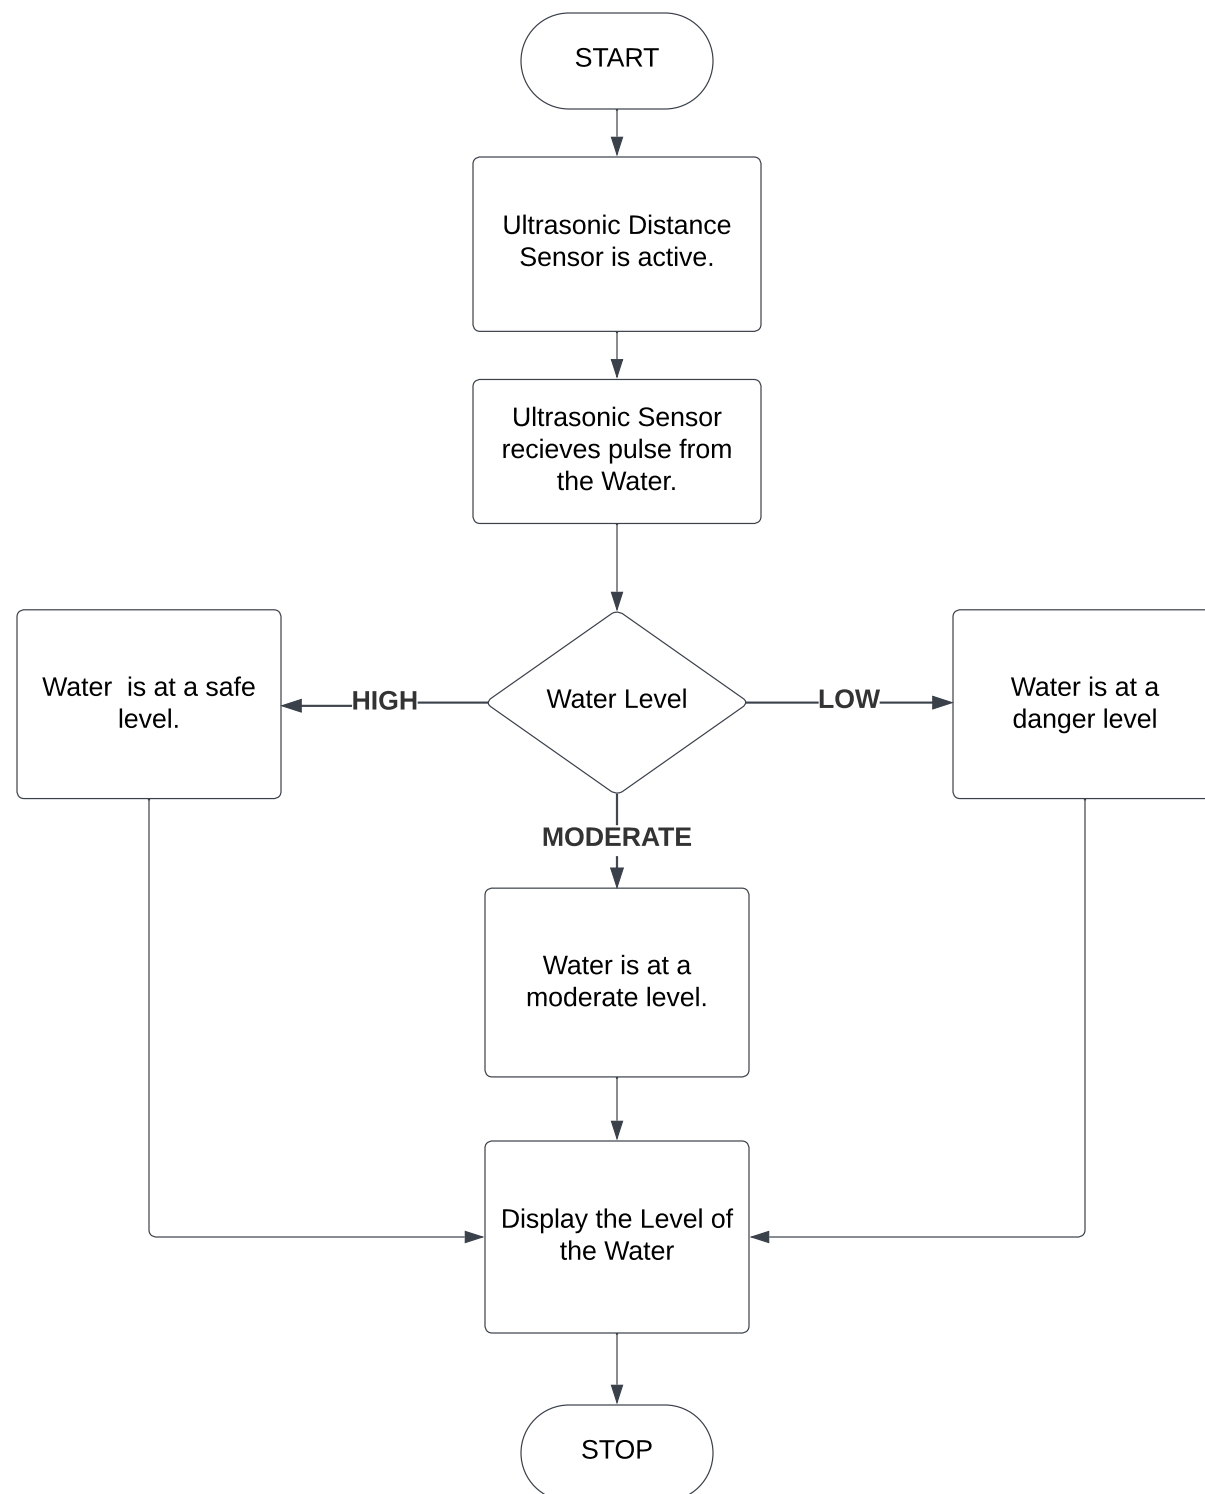 START
Ultrasonic Distance
Sensor is active.
Ultrasonic Sensor
recieves pulse from
the Water.
Water  is at a safe
level.
HIGH
Water Level
LOW
Water is at a
danger level
MODERATE
Water is at a
moderate level.
Display the Level of
the Water
STOP